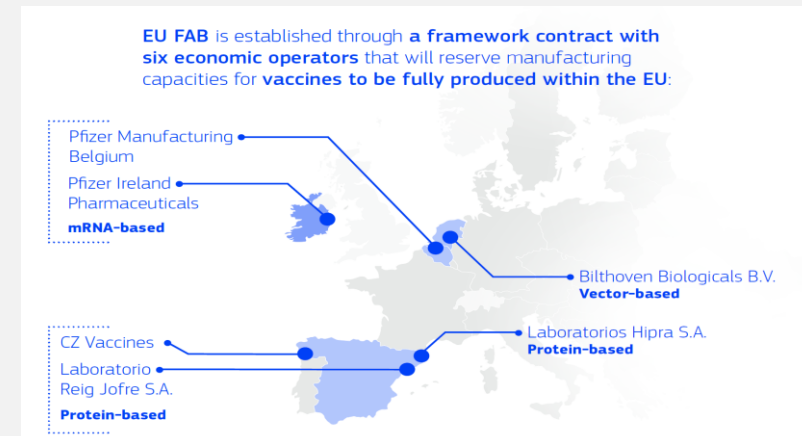 EU FAB is established through a framework contract with
six economic operators that will reserve manufacturing
capacities for vaccines to be fully produced within the EU:
Pfizer Manufacturing
Belgium
Pfizer Ireland
Pharmaceuticals
mRNA-based
Bilthoven Biologicals B.V.
Vector-based
CZ Vaccines
Laboratorio
Reig Jofre S.A.
Protein-based
Laboratorios Hipra S.A.
Protein-based